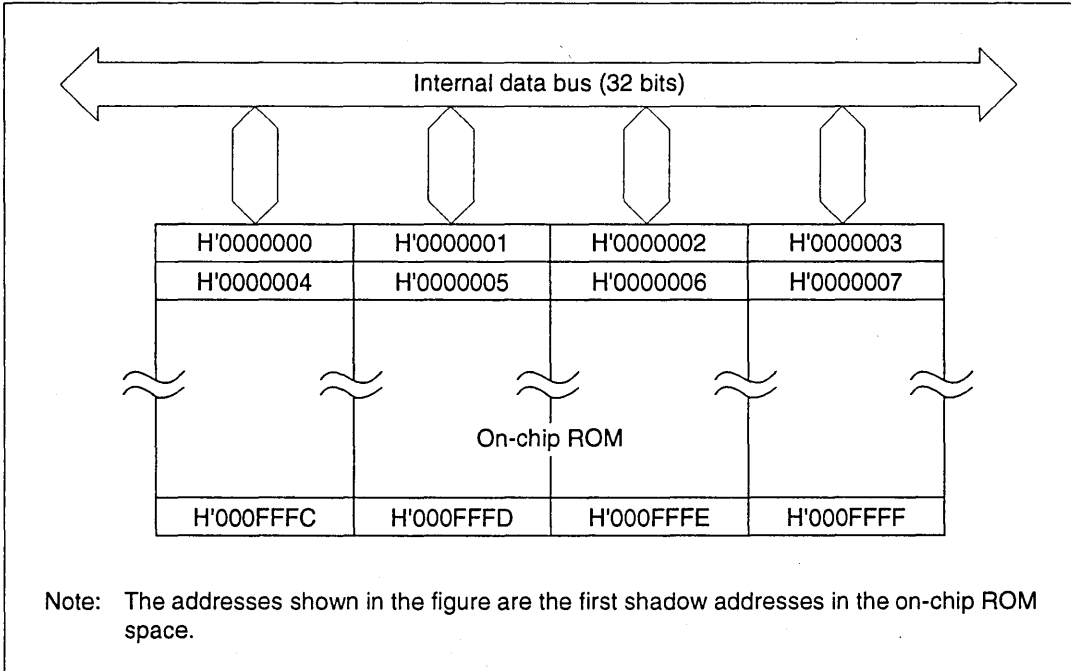 Internal data bus (32 bits)
H'0000000 H'0000001 H'0000002 H'0000003
H'0000004 H'0000005 H'0000006 H'0000007
On-chip ROM
H'000FFFC H'000FFFD H'000FFFE H'000FFFF
Note: The addresses shown in the figure are the first shadow addresses in the on-chip ROM
space.